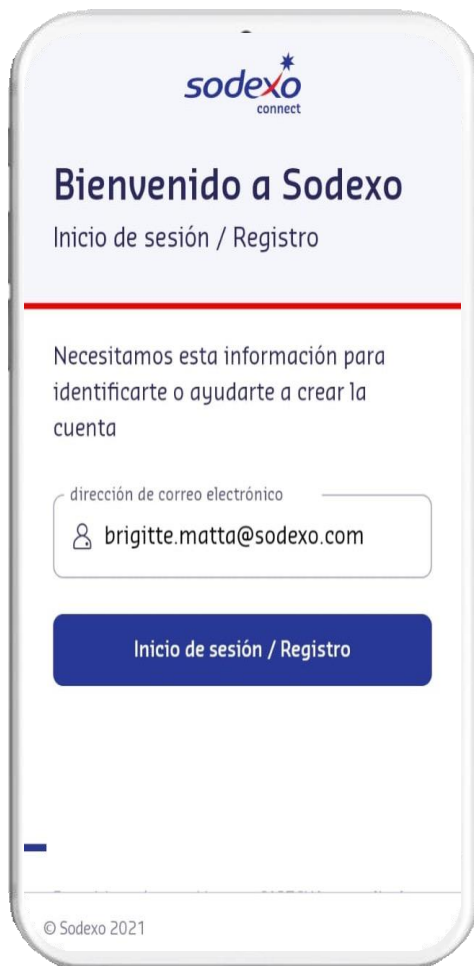 sodexo
connect
Bienvenido a Sodexo
Inicio de sesión / Registro
Necesitamos esta información para
identificarte o ayudarte a crear la
cuenta
dirección de correo electrónico
brigitte.matta@sodexo.com
Inicio de sesión / Registro
© Sodexo 2021